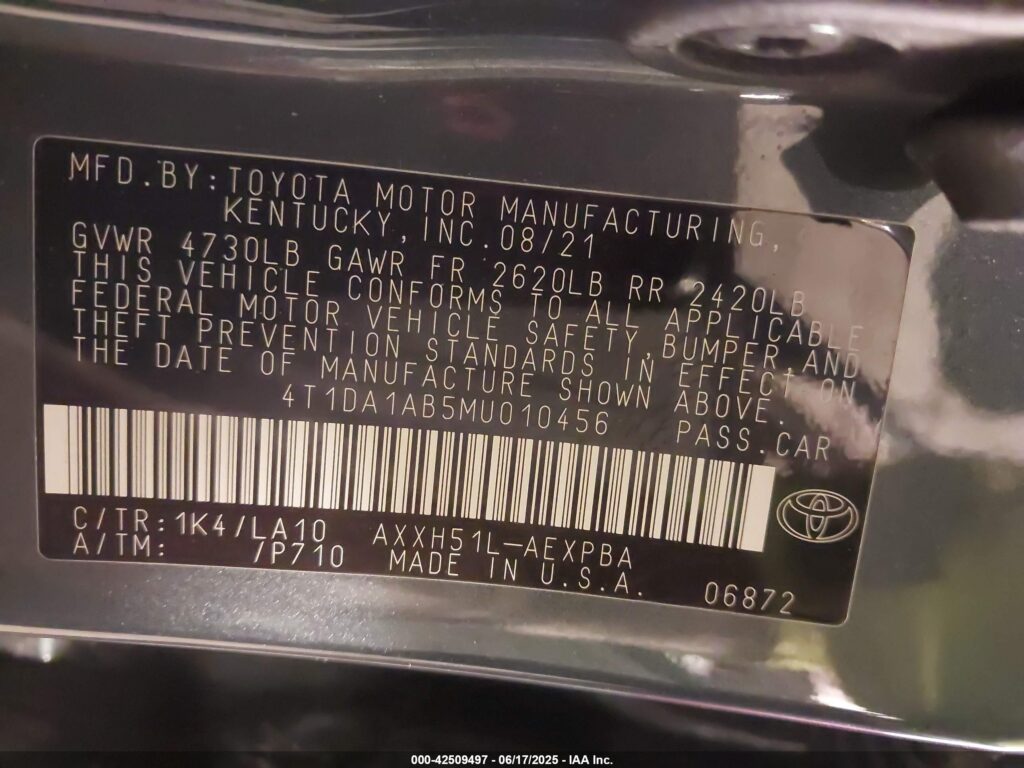 MFD.BY:TOYOTA MOTOR MANUFACTURING,
KENTUCKY,INC.08/21
GVWR 4730LB GAWR FR 2620LB RR 2420LB
THIS VEHICLE CONFORMS TO ALL APPLICABLE
FEDERAL MOTOR VEHICLE SAFETY,BUMPER,AND
THEFT PREVENTION STANDARDS IN EFFECT ON
THE DATE OF MANUFACTURE SHOWN ABOVE.
4T1DA1AB5MU010456 PASS.CAR
C/TR:1K4/LA10 AXXH51L-AEXPBA
A/TM: /P710 MADE IN U.S.A. 06872
000-42509497 - 06/17/2025 - IAA Inc.